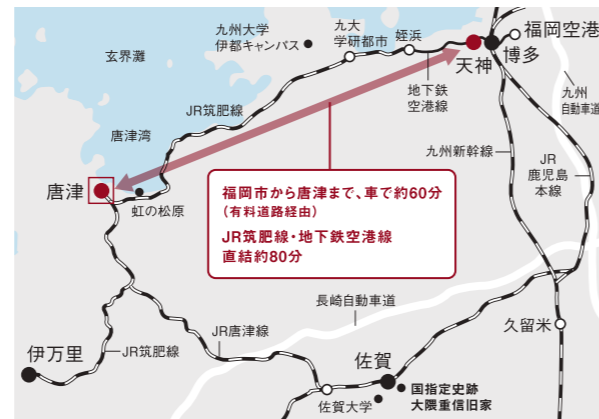 福岡空港
九州大学
伊都キャンパス
九大
学研都市
姪浜
天神
博多
玄界灘
地下鉄
空港線
九州
自動車道
JR筑肥線
唐津湾
九州新幹線
JR
鹿児島
本線
唐津
虹の松原
福岡市から唐津まで、車で約60分
(有料道路経由)
JR筑肥線・地下鉄空港線
直結約80分
長崎自動車道
久留米
JR唐津線
伊万里
JR筑肥線
佐賀
国指定史跡
大隈重信旧家
佐賀大学